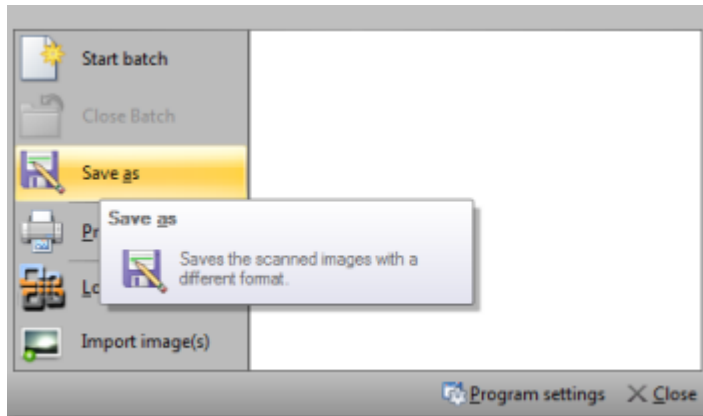 Start batch
Close Batch
Save as
Save as
Saves the scanned images with a
different format.
Import image(s)
Program settings
Close